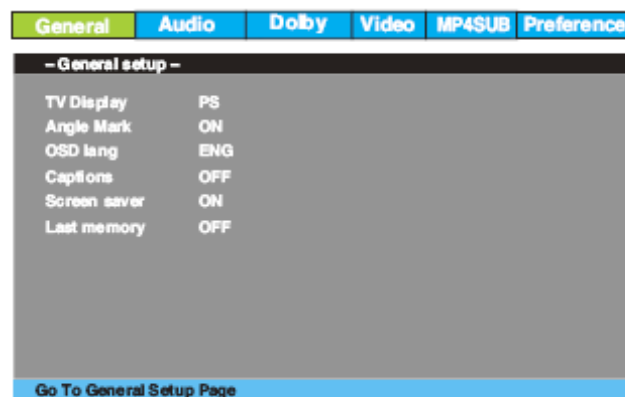 General Audio Dolby Video MP4SUB Preference
– General setup –
TV Display PS
Angle Mark ON
OSD lang ENG
Captions OFF
Screen saver ON
Last memory OFF
Go To General Setup Page